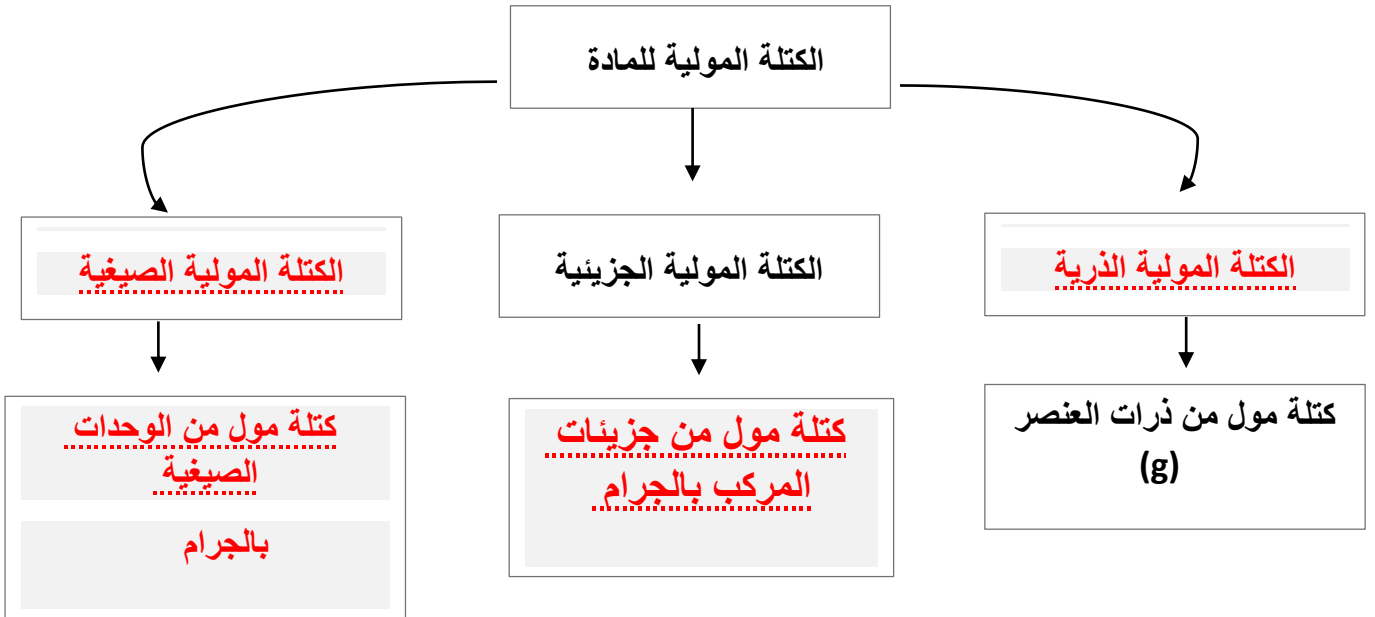 الكتلة المولية للمادة
الكتلة المولية الذرية
الكتلة المولية الجزيئية
الكتلة المولية الصيغية
كتلة مول من ذرات العنصر
(g)
كتلة مول من جزيئات
المركب بالجرام
كتلة مول من الوحدات
الصيغية
بالجرام